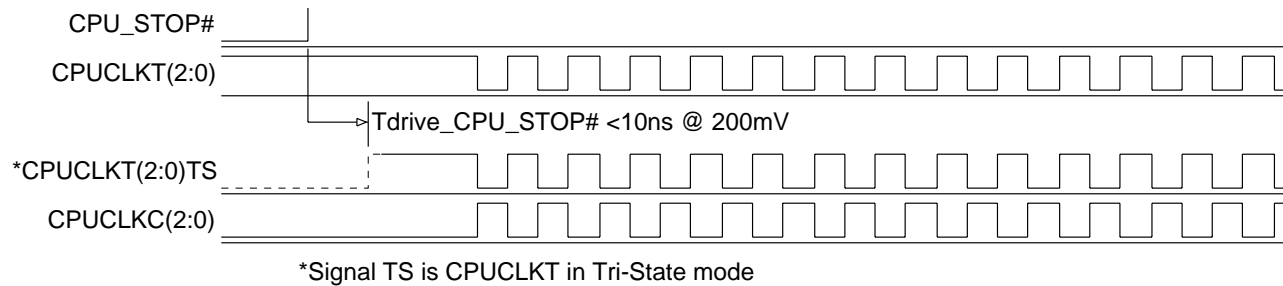 CPU_STOP#
CPUCLKT(2:0)
Tdrive_CPU_STOP# <10ns @ 200mV
*CPUCLKT(2:0)TS
CPUCLKC(2:0)
*Signal TS is CPUCLKT in Tri-State mode